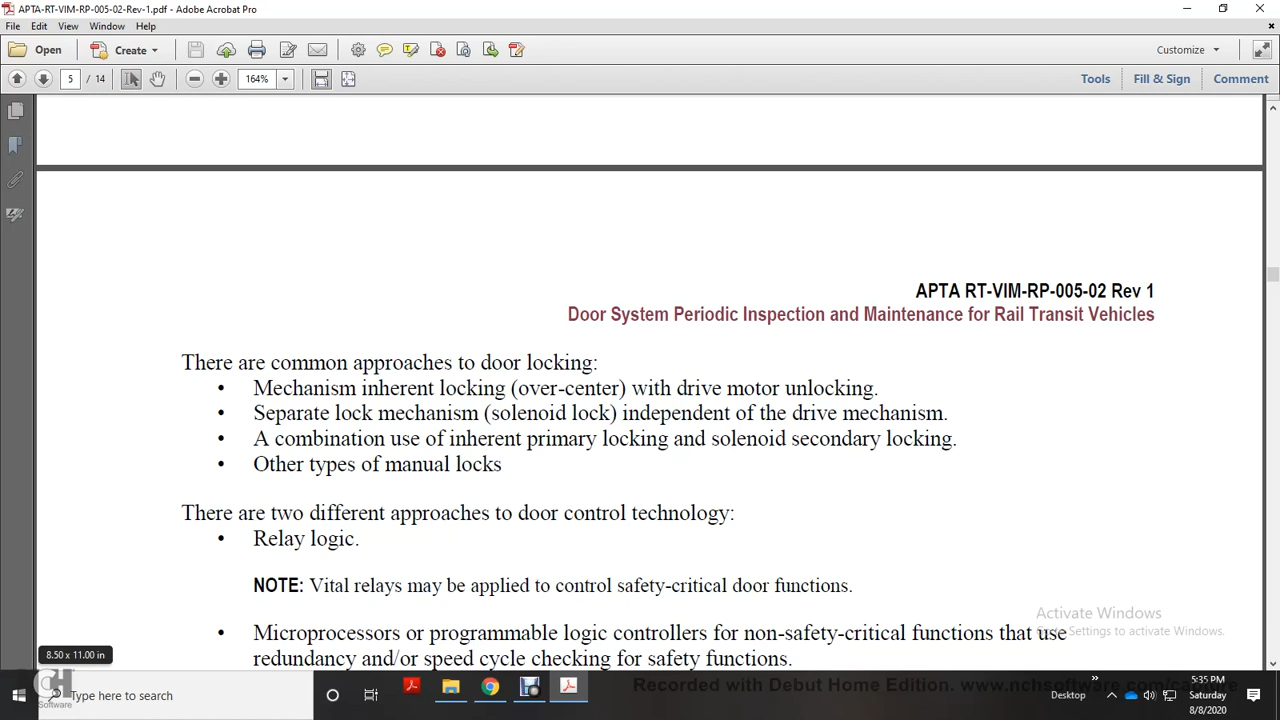 APTA-RT-VIM-RP-005-02-Rev-1.pdf - Adobe Acrobat Pro
File Edit View Window Help
Open Create Customize
5 / 14 164% Tools Fill & Sign Comment
APTA RT-VIM-RP-005-02 Rev 1
Door System Periodic Inspection and Maintenance for Rail Transit Vehicles
There are common approaches to door locking:
• Mechanism inherent locking (over-center) with drive motor unlocking.
• Separate lock mechanism (solenoid lock) independent of the drive mechanism.
• A combination use of inherent primary locking and solenoid secondary locking.
• Other types of manual locks
There are two different approaches to door control technology:
• Relay logic.
NOTE: Vital relays may be applied to control safety-critical door functions.
Activate Windows
Go to Settings to activate Windows.
• Microprocessors or programmable logic controllers for non-safety-critical functions that use
redundancy and/or speed cycle checking for safety functions.
8.50 x 11.00 in
Recorded with Debut Home Edition. www.nchsoftware.com/capture
CH Software
Type here to search
Desktop
5:35 PM
Saturday
8/8/2020